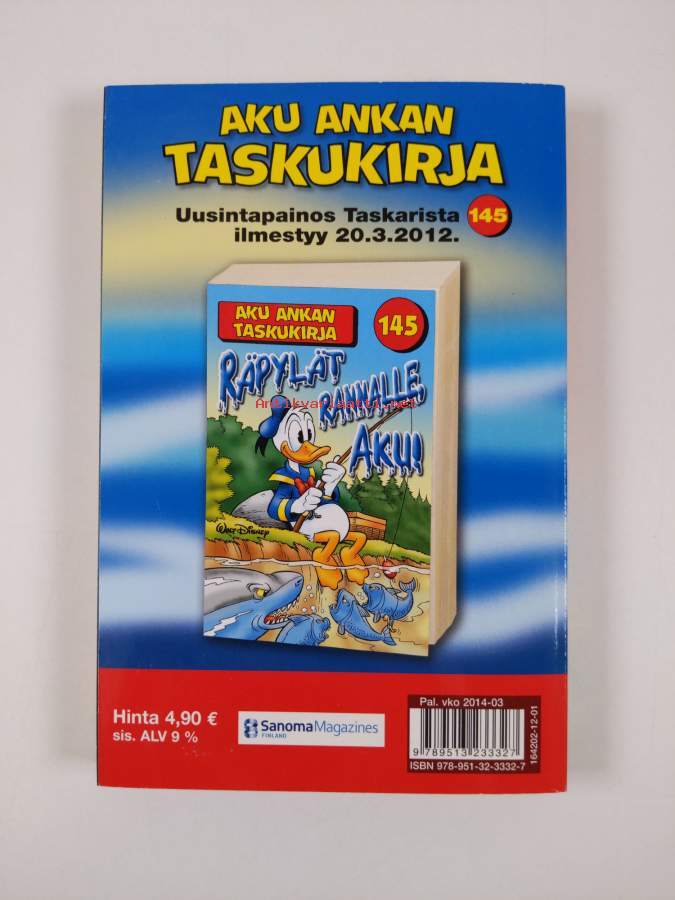 AKU ANKAN
TASKUKIRJA
Uusintapainos Taskarista 145
ilmestyy 20.3.2012.
AKU ANKAN
TASKUKIRJA
145
RÄPYLÄT
RANNALLE,
AKU!
Antikvariaatti.net
Walt Disney
Hinta 4,90 €
sis. ALV 9 %
SanomaMagazines
FINLAND
Pal. vko 2014-03
9 789513 233327
ISBN 978-951-32-3332-7
164202-12-01